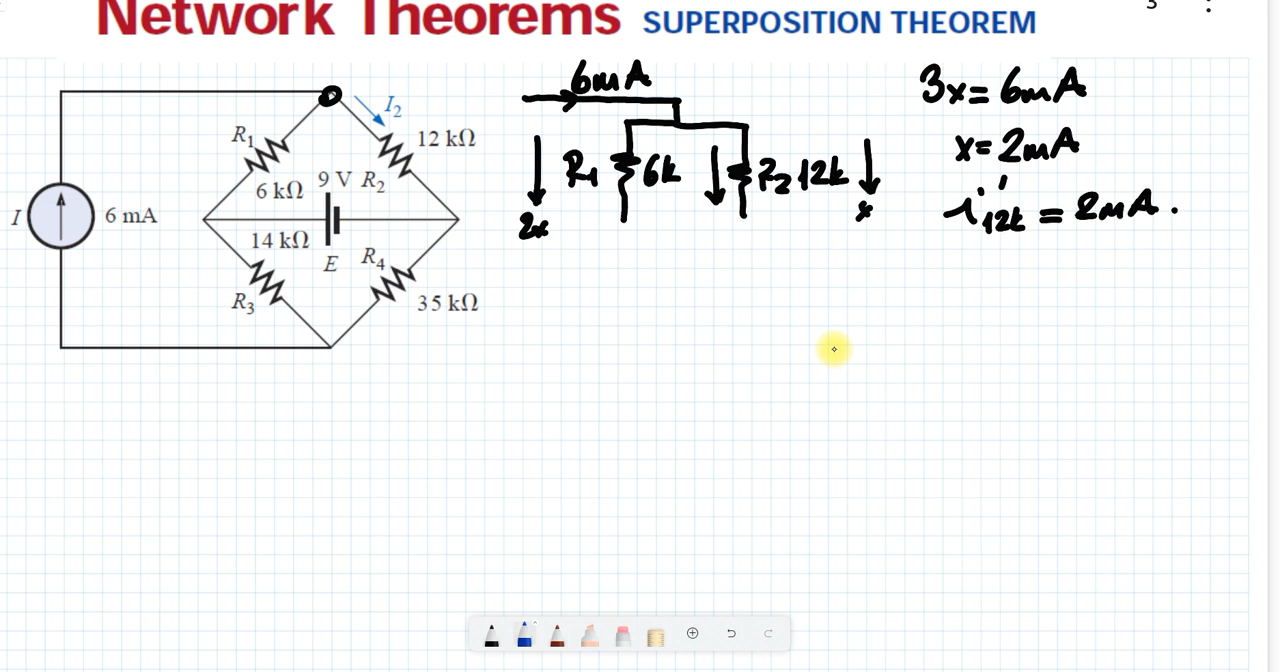 Network Theorems SUPERPOSITION THEOREM
3 :
I 6 mA
R1 6 kΩ
I2
12 kΩ R2
9 V E
14 kΩ R3
R4 35 kΩ
6mA
2x R1 6k R2 12k x
3x = 6mA
x = 2mA
i'12k = 2mA.